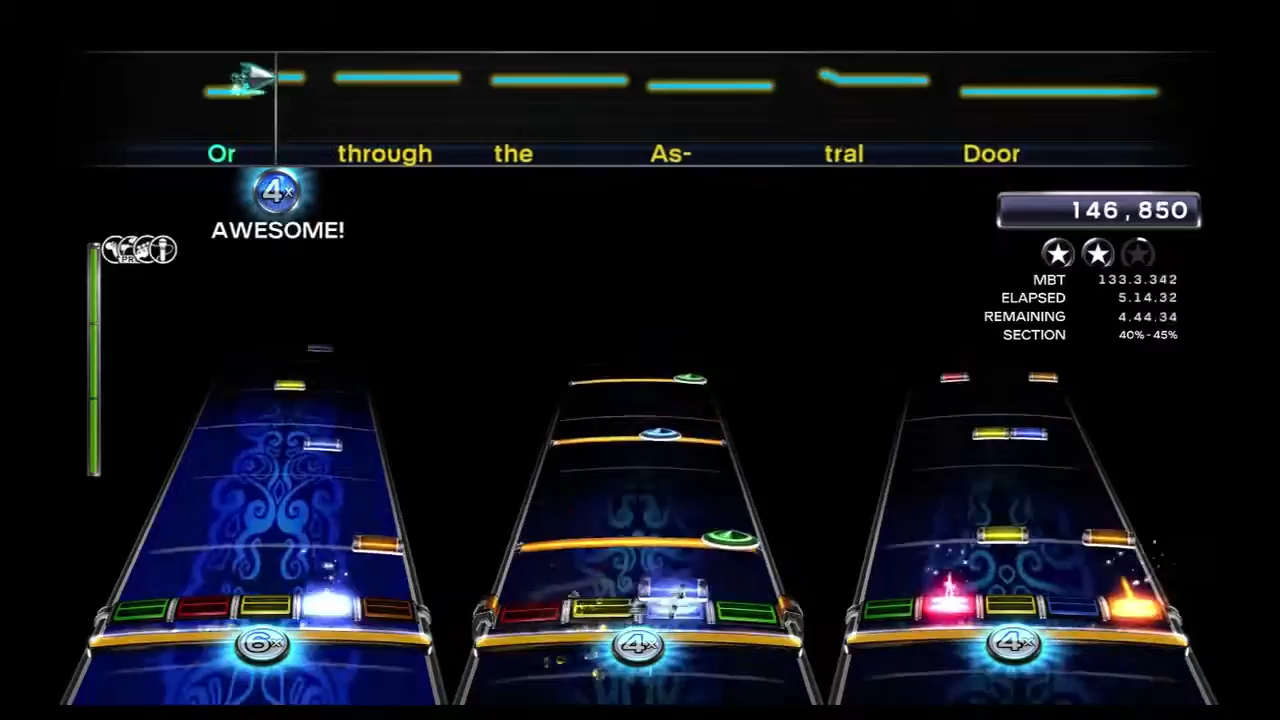 Or through the As- tral Door
4x
AWESOME!
146,850
PR
MBT 133.3.342
ELAPSED 5.14.32
REMAINING 4.44.34
SECTION 40%-45%
6x 4x 4x